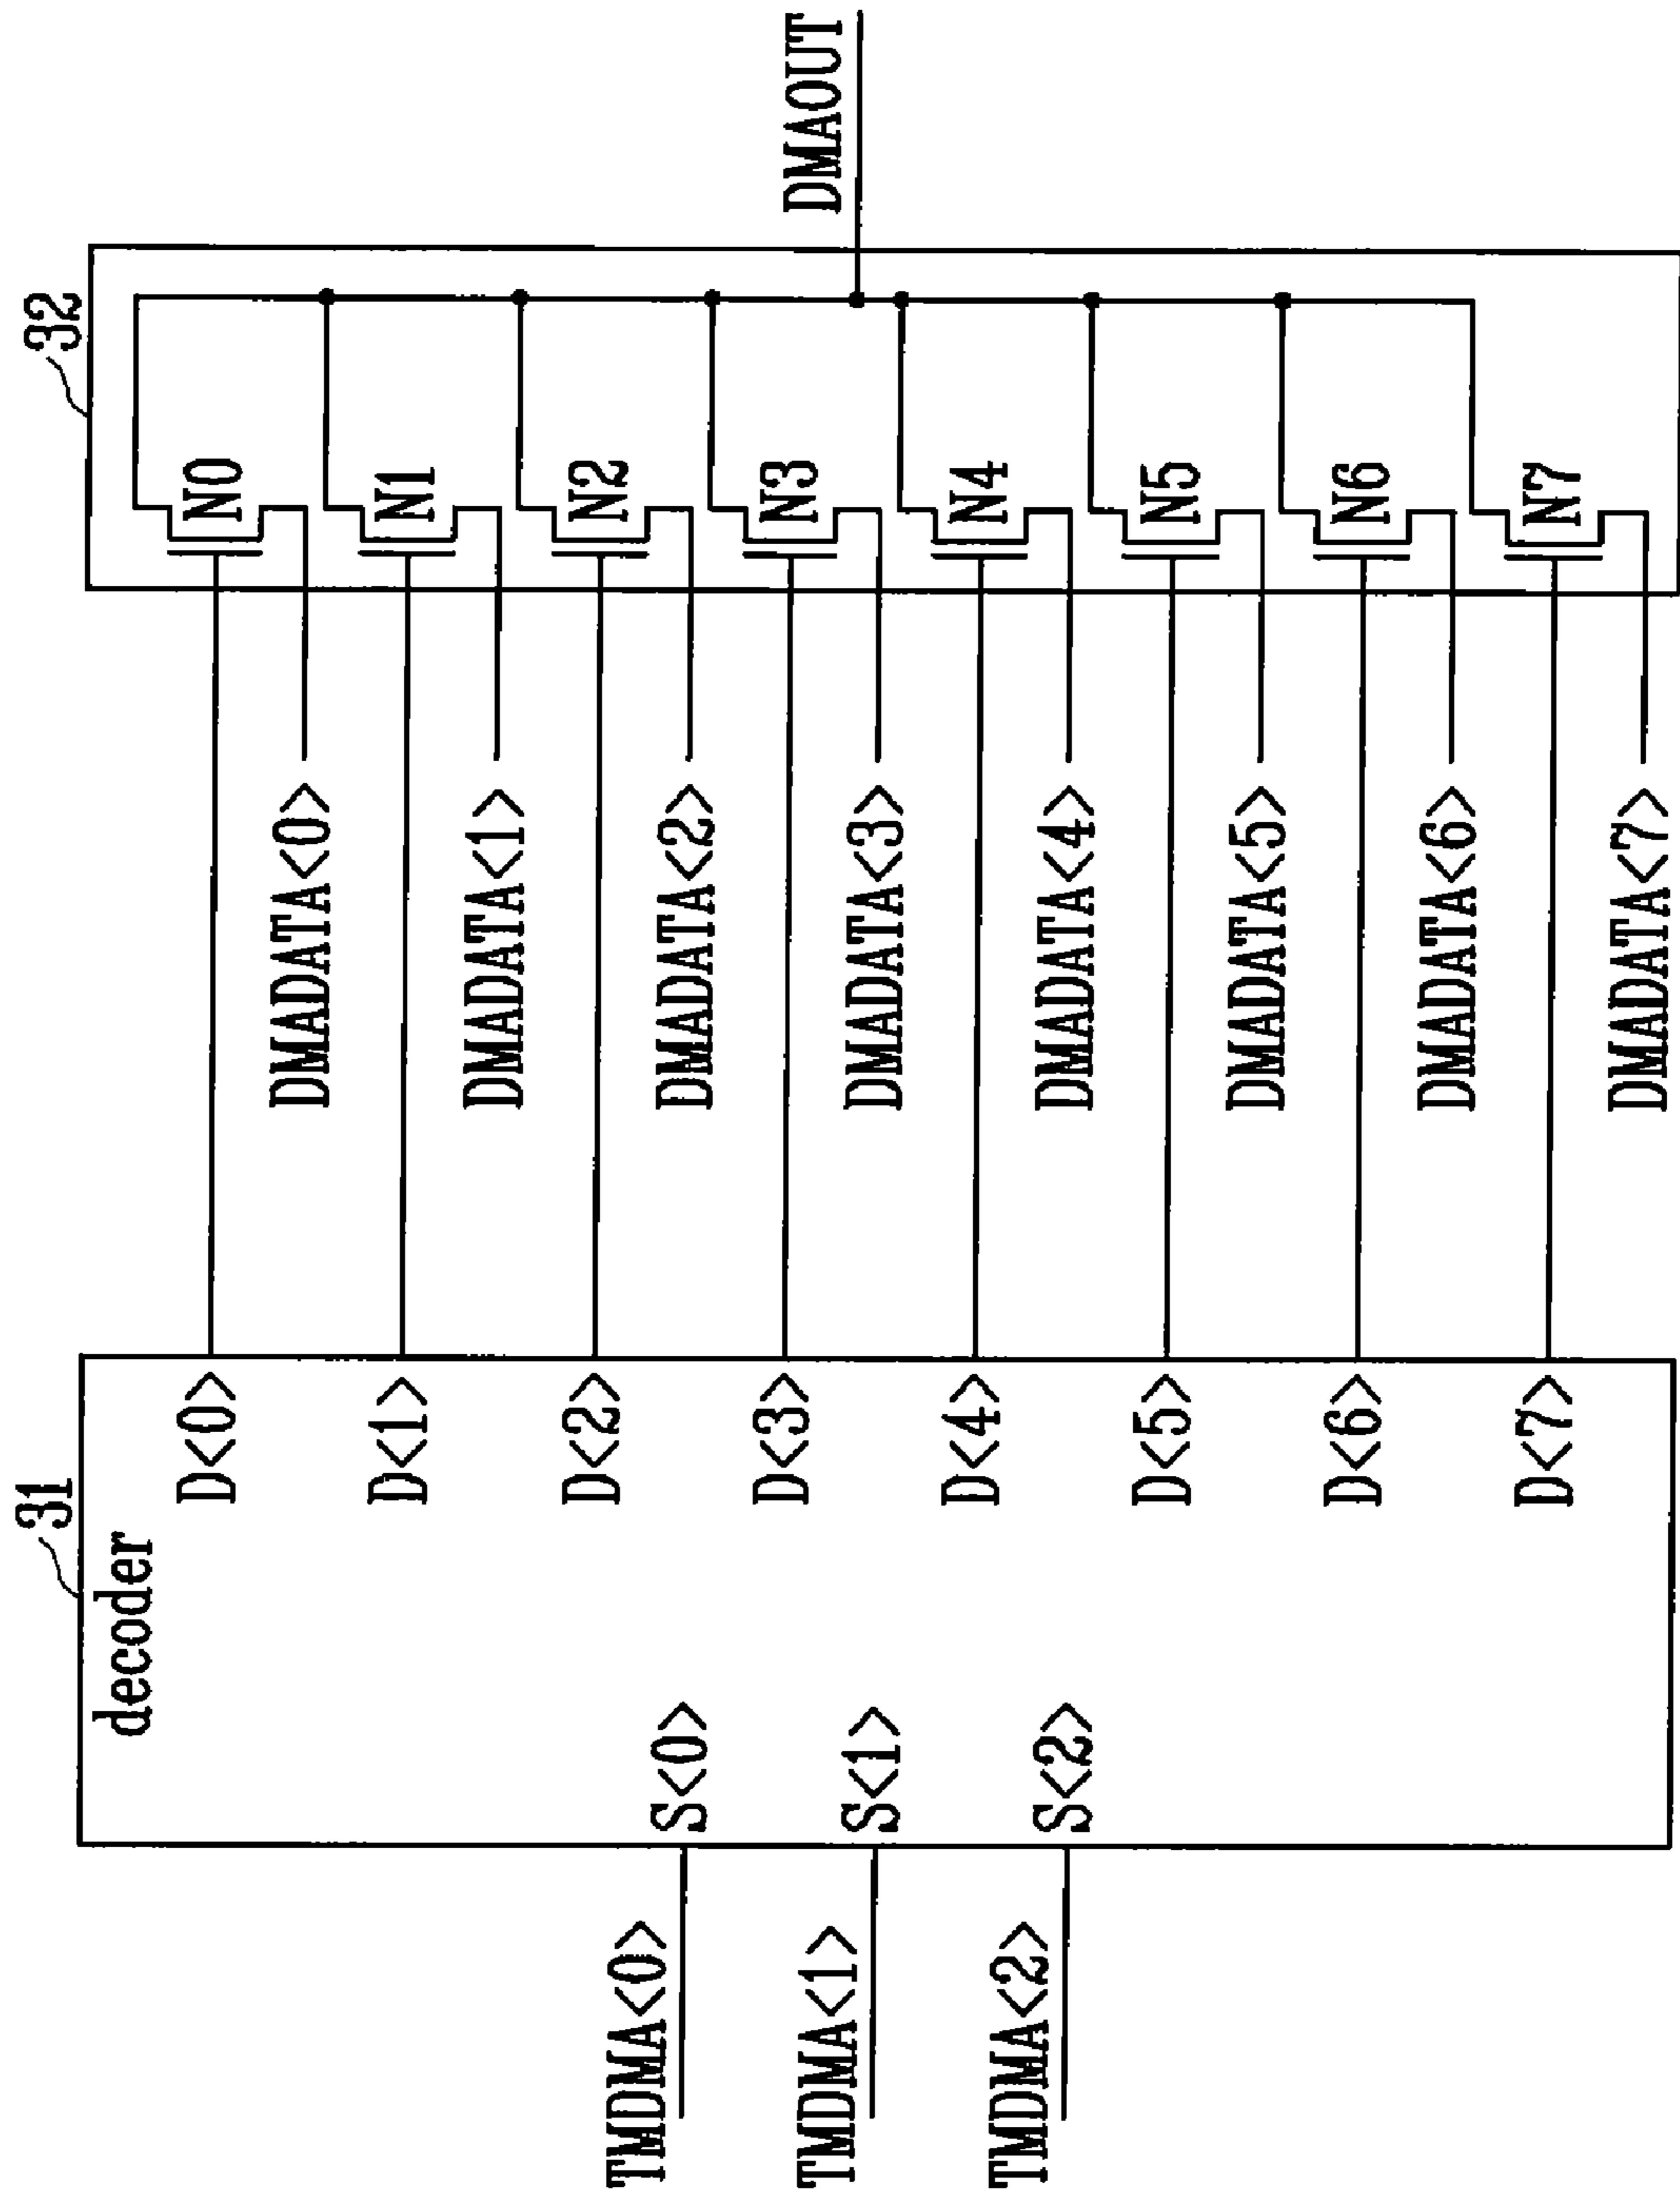 31
decoder
TMDMA<0>
TMDMA<1>
TMDMA<2>
S<0>
S<1>
S<2>
D<0>
D<1>
D<2>
D<3>
D<4>
D<5>
D<6>
D<7>
DMADATA<0>
DMADATA<1>
DMADATA<2>
DMADATA<3>
DMADATA<4>
DMADATA<5>
DMADATA<6>
DMADATA<7>
32
N0
N1
N2
N3
N4
N5
N6
N7
DMAOUT